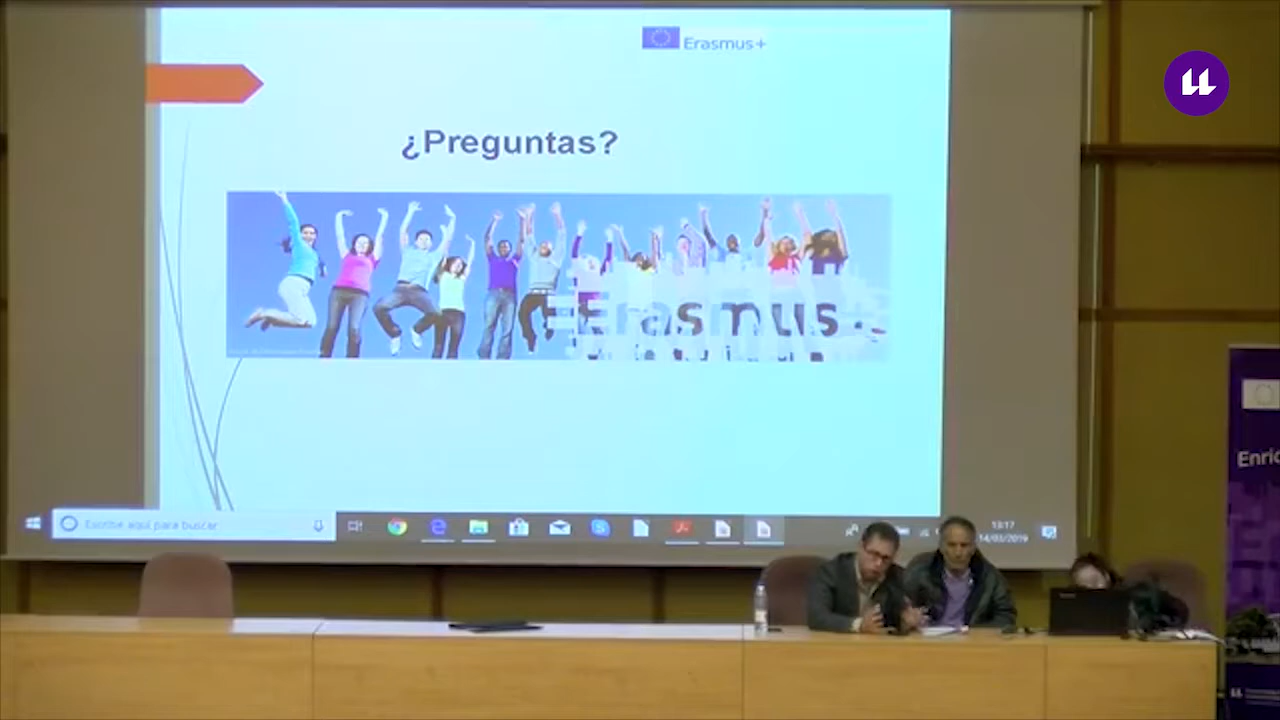 Erasmus+
¿Preguntas?
Erasmus+
Escribe aquí para buscar
13:17
14/03/2019
Enric